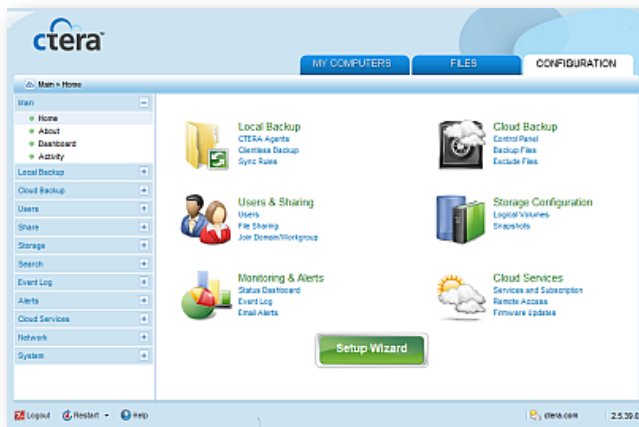 ctera
MY COMPUTERS
FILES
CONFIGURATION
Main > Home
Main
Home
About
Dashboard
Activity
Local Backup
Cloud Backup
Users
Share
Storage
Search
Event Log
Alerts
Cloud Services
Network
System
Local Backup
CTERA Agents
Clientless Backup
Sync Rules
Cloud Backup
Control Panel
Backup Files
Exclude Files
Users & Sharing
Users
File Sharing
Join Domain/Workgroup
Storage Configuration
Logical Volumes
Snapshots
Monitoring & Alerts
Status Dashboard
Event Log
Email Alerts
Cloud Services
Services and Subscription
Remote Access
Firmware Updates
Setup Wizard
Logout
Restart
Help
ctera.com
2.5.39.0